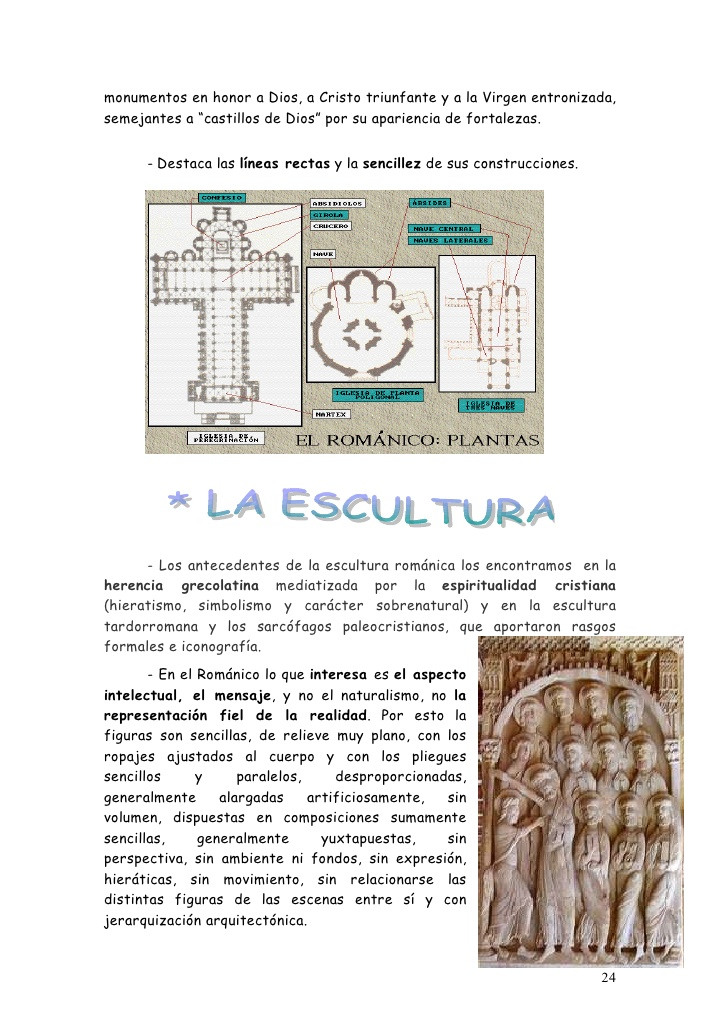 monumentos en honor a Dios, a Cristo triunfante y a la Virgen entronizada,
semejantes a “castillos de Dios” por su apariencia de fortalezas.
- Destaca las líneas rectas y la sencillez de sus construcciones.
CONFESIO
ABSIDIOLOS
GIROLA
CRUCERO
NAVE
ÁBSIDES
NAVE CENTRAL
NAVES LATERALES
IGLESIA DE PLANTA
POLIGONAL
IGLESIA DE
TRES NAVES
NARTEX
IGLESIA DE
PEREGRINACIÓN
EL ROMÁNICO: PLANTAS
* LA ESCULTURA
- Los antecedentes de la escultura románica los encontramos en la
herencia grecolatina mediatizada por la espiritualidad cristiana
(hieratismo, simbolismo y carácter sobrenatural) y en la escultura
tardorromana y los sarcófagos paleocristianos, que aportaron rasgos
formales e iconografía.
- En el Románico lo que interesa es el aspecto
intelectual, el mensaje, y no el naturalismo, no la
representación fiel de la realidad. Por esto la
figuras son sencillas, de relieve muy plano, con los
ropajes ajustados al cuerpo y con los pliegues
sencillos y paralelos, desproporcionadas,
generalmente alargadas artificiosamente, sin
volumen, dispuestas en composiciones sumamente
sencillas, generalmente yuxtapuestas, sin
perspectiva, sin ambiente ni fondos, sin expresión,
hieráticas, sin movimiento, sin relacionarse las
distintas figuras de las escenas entre sí y con
jerarquización arquitectónica.
24